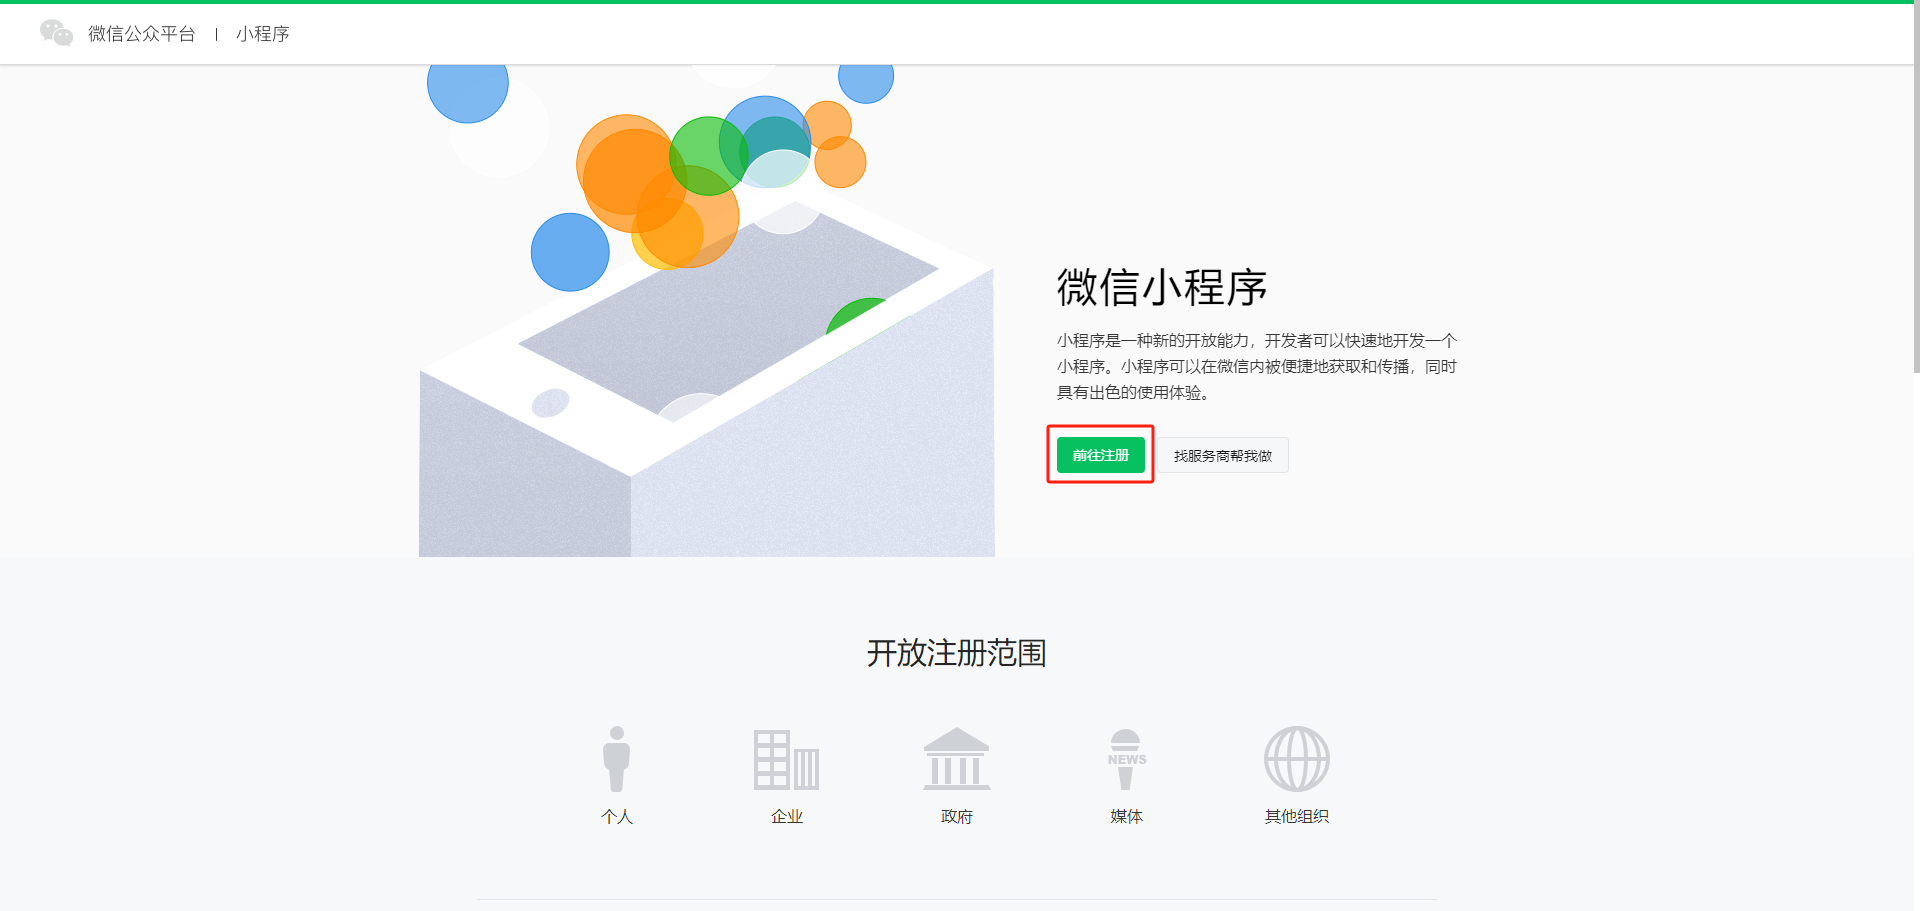 微信公众平台 | 小程序
微信小程序
小程序是一种新的开放能力，开发者可以快速地开发一个
小程序。小程序可以在微信内被便捷地获取和传播，同时
具有出色的使用体验。
前往注册 找服务商帮我做
开放注册范围
NEWS
个人 企业 政府 媒体 其他组织